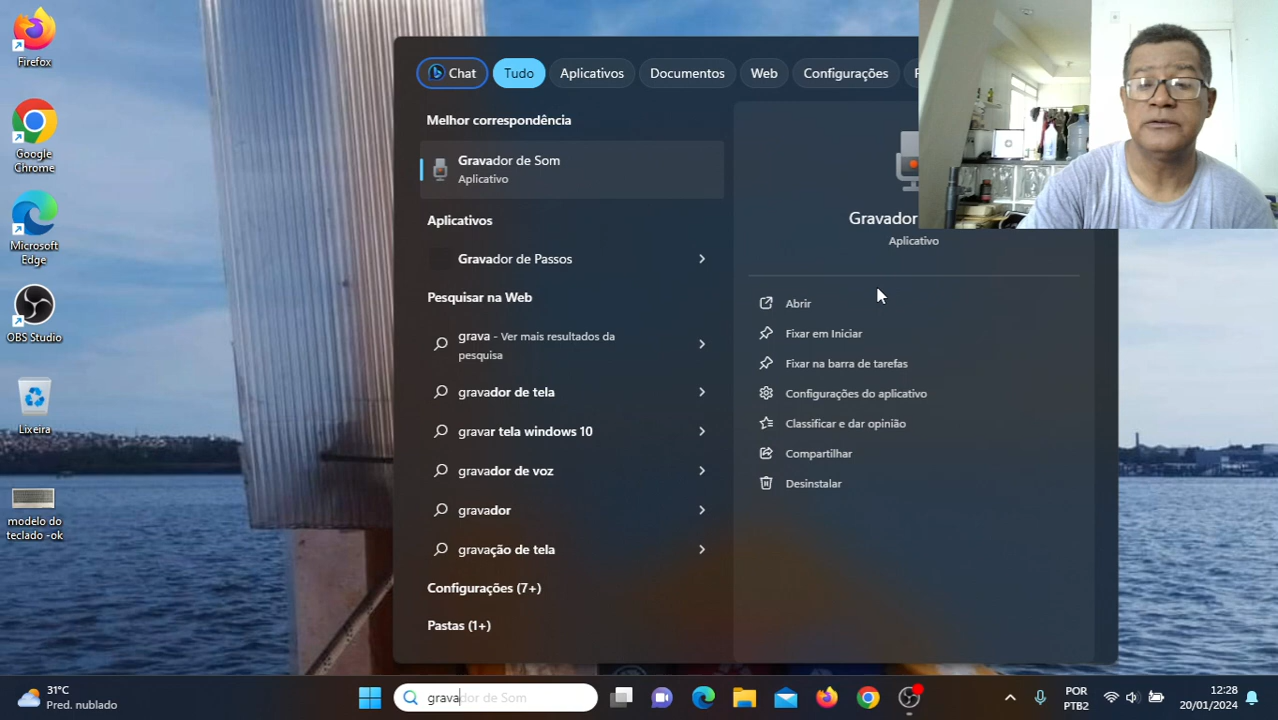 Firefox
Google
Chrome
Microsoft
Edge
OBS Studio
Lixeira
modelo do
teclado -ok
Chat
Tudo
Aplicativos
Documentos
Web
Configurações
Melhor correspondência
Gravador de Som
Aplicativo
Aplicativos
Gravador de Passos
Pesquisar na Web
grava - Ver mais resultados da
pesquisa
gravador de tela
gravar tela windows 10
gravador de voz
gravador
gravação de tela
Configurações (7+)
Pastas (1+)
Gravador
Aplicativo
Abrir
Fixar em Iniciar
Fixar na barra de tarefas
Configurações do aplicativo
Classificar e dar opinião
Compartilhar
Desinstalar
31°C
Pred. nublado
gravador de Som
POR
PTB2
12:28
20/01/2024